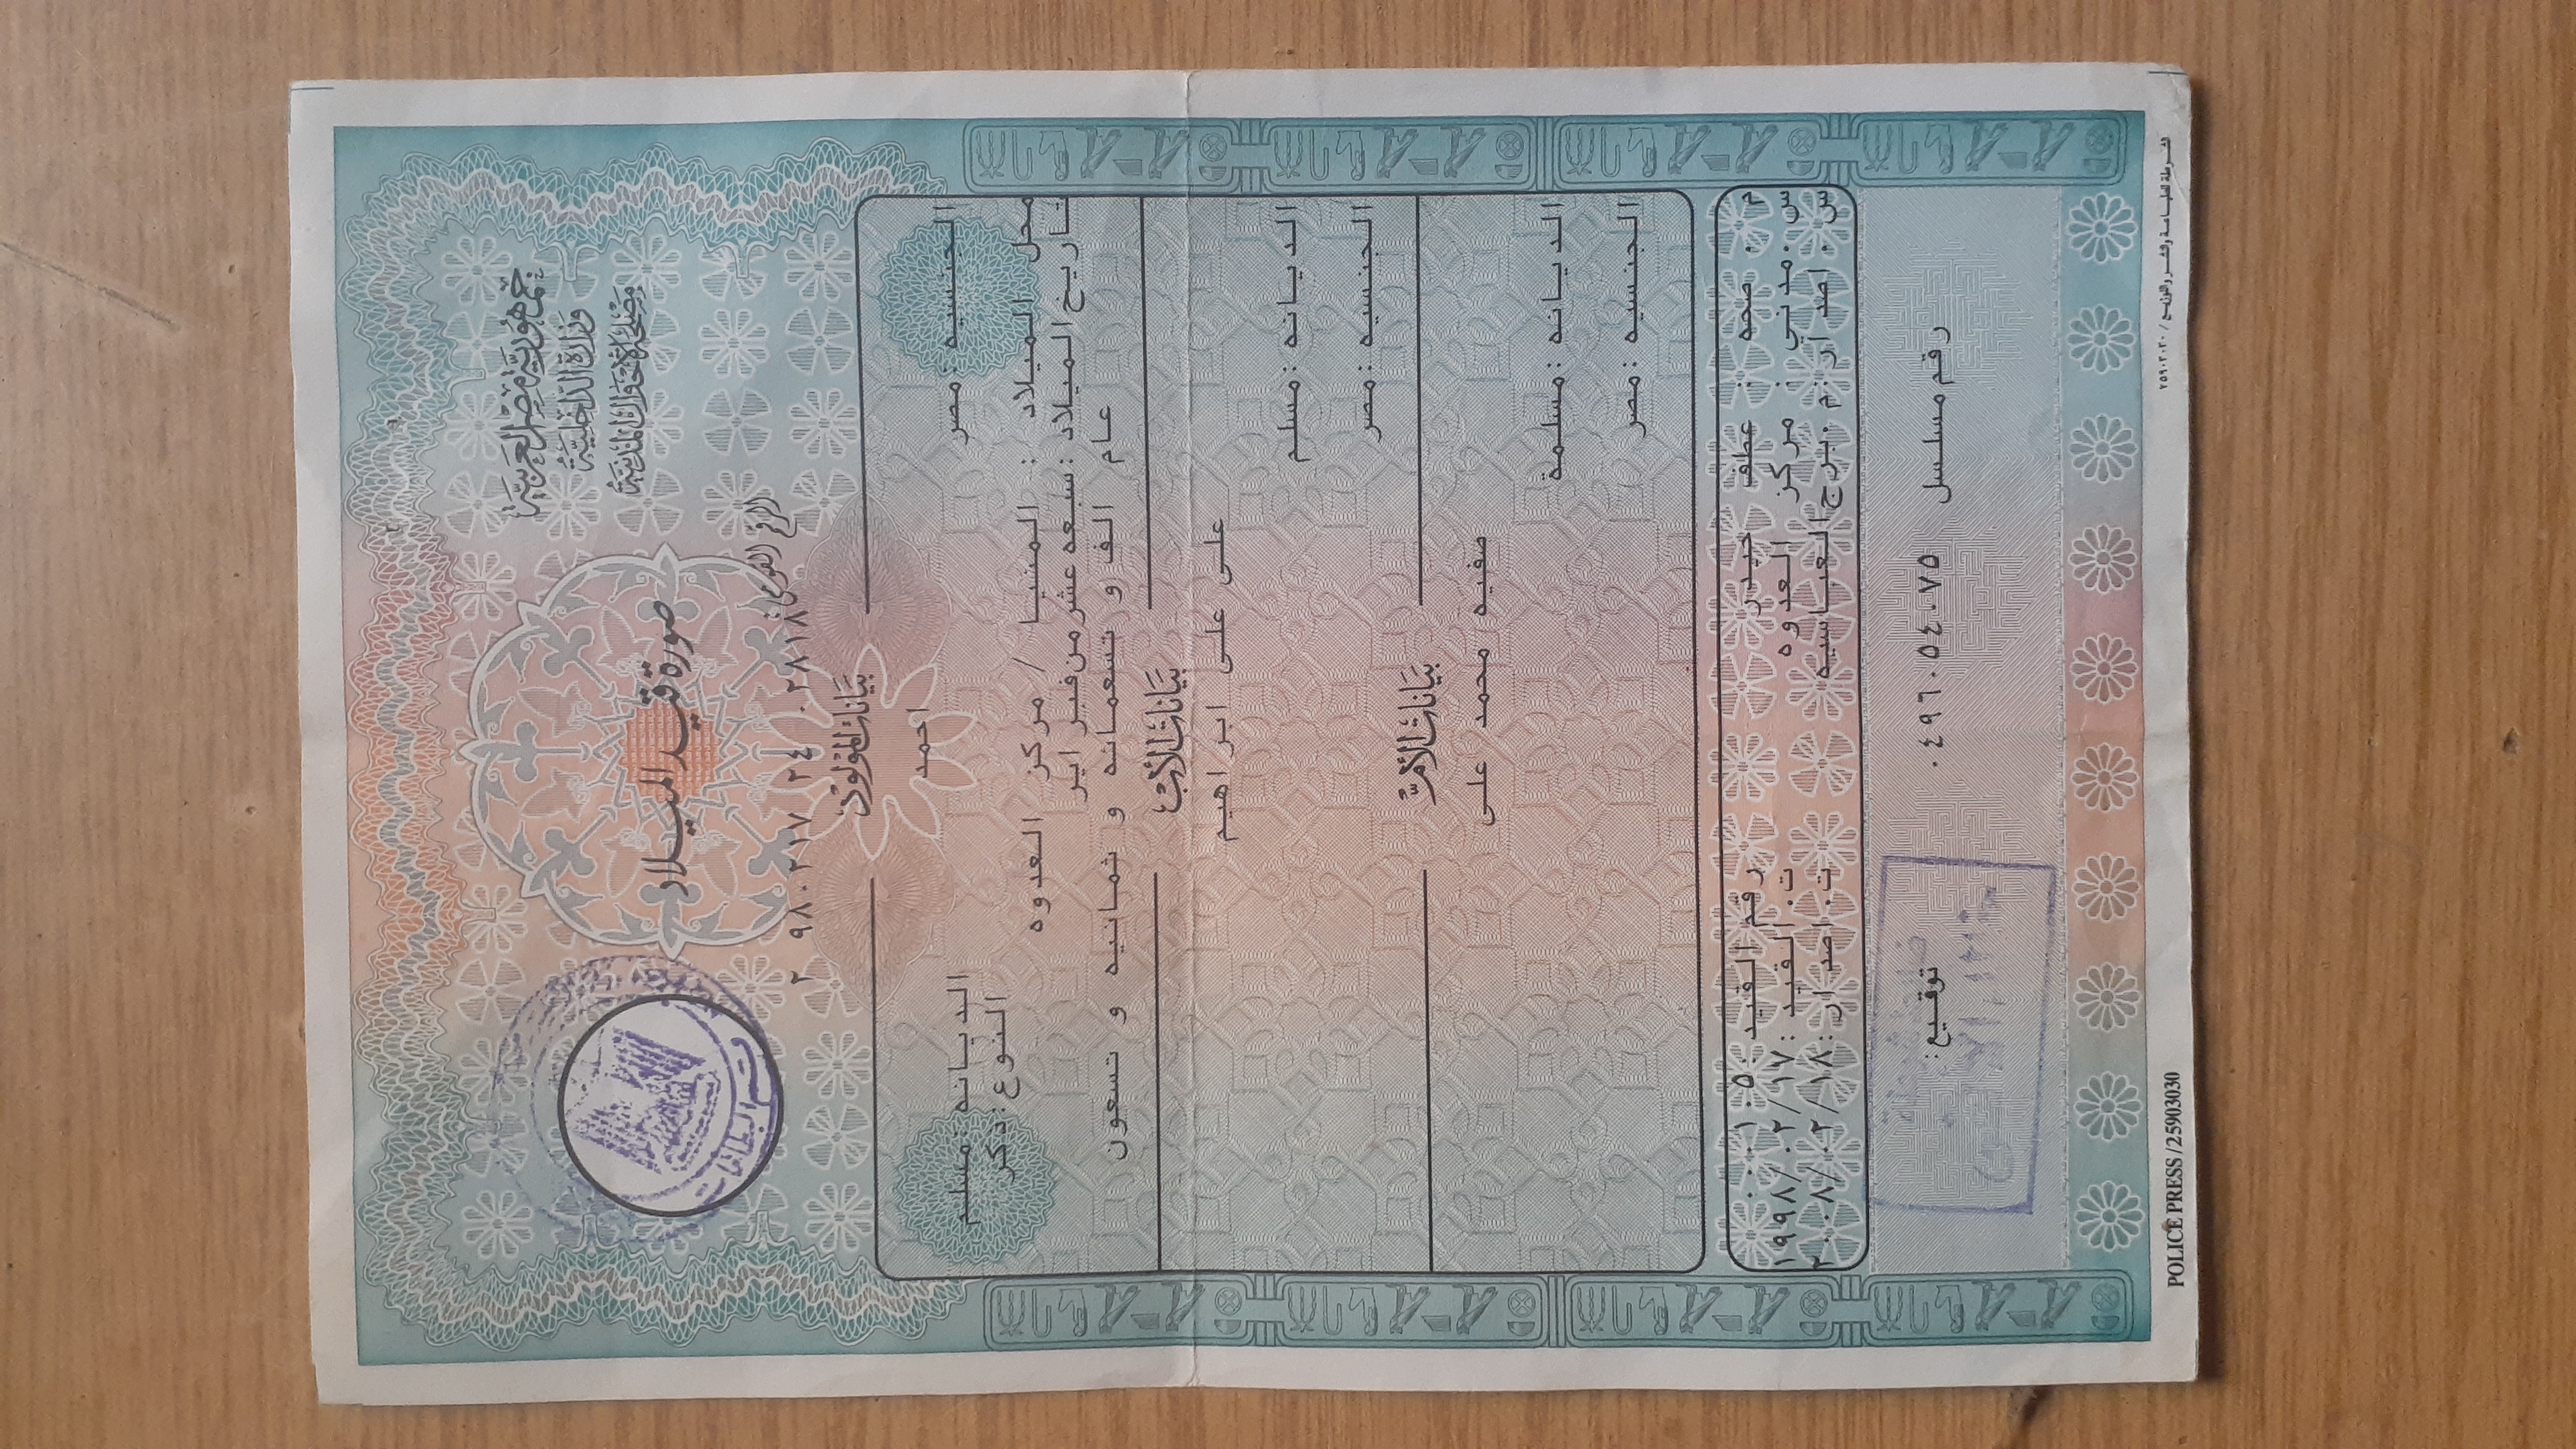 جمهورية مصر العربية
وزارة الداخلية
مصلحة الأحوال المدنية
صورة قيد الميلاد
الرقم القومي:
٢ ٩٨٠٢١٧ ٢٤ ٠٢٨١٨
قسم البطاقات
بيانات المولود
احمد
الجنسيه :مصر الديانه :مسلم
النوع :ذكر
محل الميلاد : المنيا / مركز العدوه
تاريخ الميلاد :سبعه عشر من فبراير
عام الف و تسعمائه و ثمانيه و تسعون
بيانات الأب
على على ابراهيم
الديانه :مسلم
الجنسيه :مصر
بيانات الأم
صفيه محمد على
الديانه :مسلمة
الجنسيه :مصر
م . صحه : عطف حيدر رقم القيد :٠٠٠١٠٥
س .مدني : مركز العدوه ت. القيد :١٩٩٨/٠٢/١٧
س . اصدار :م .برج العباسيه ت. اصدار :٢٠٠٨/٠٢/١٨
رقم مسلسل ٠٤٩٦٠٥٤٠٧٥ توقيع:
POLICE PRESS /25903030
الشرطة للطباعة والنشر والتوزيع / ٢٥٩٠٣٠٣٠